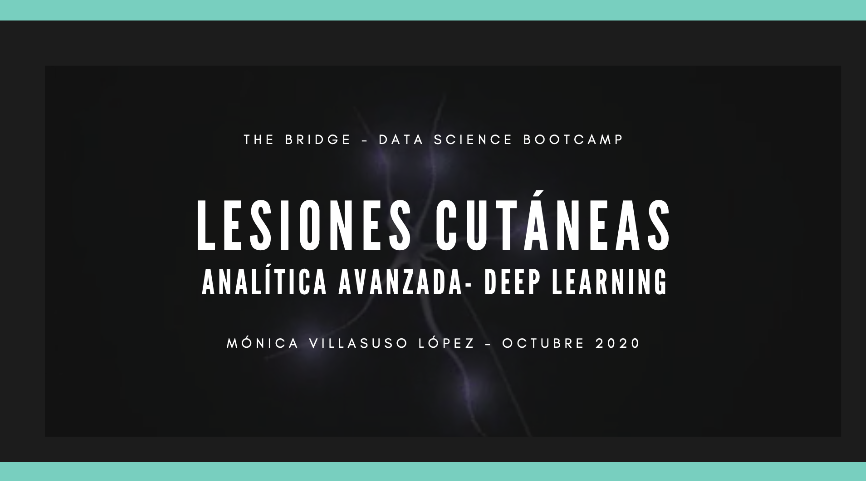 THE BRIDGE - DATA SCIENCE BOOTCAMP
LESIONES CUTÁNEAS
ANALÍTICA AVANZADA- DEEP LEARNING
MÓNICA VILLASUSO LÓPEZ - OCTUBRE 2020